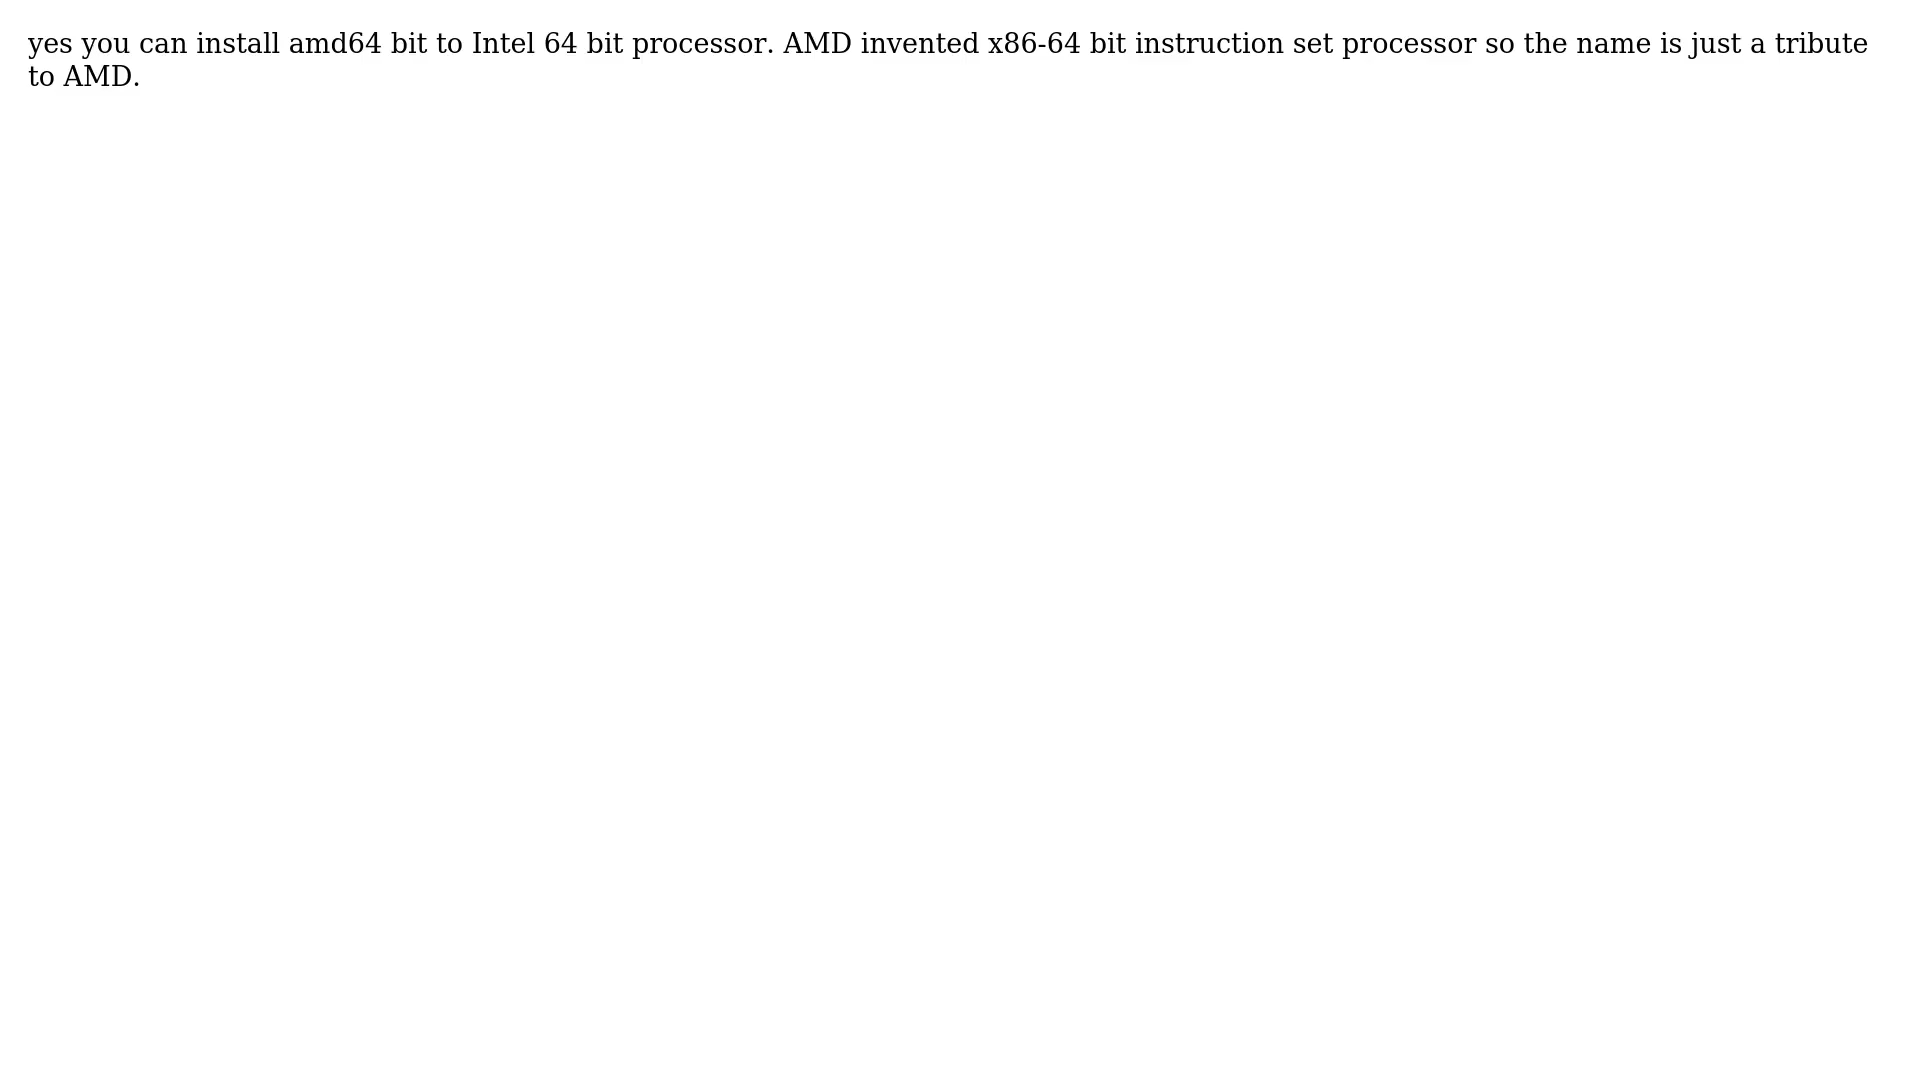 yes you can install amd64 bit to Intel 64 bit processor. AMD invented x86-64 bit instruction set processor so the name is just a tribute
to AMD.